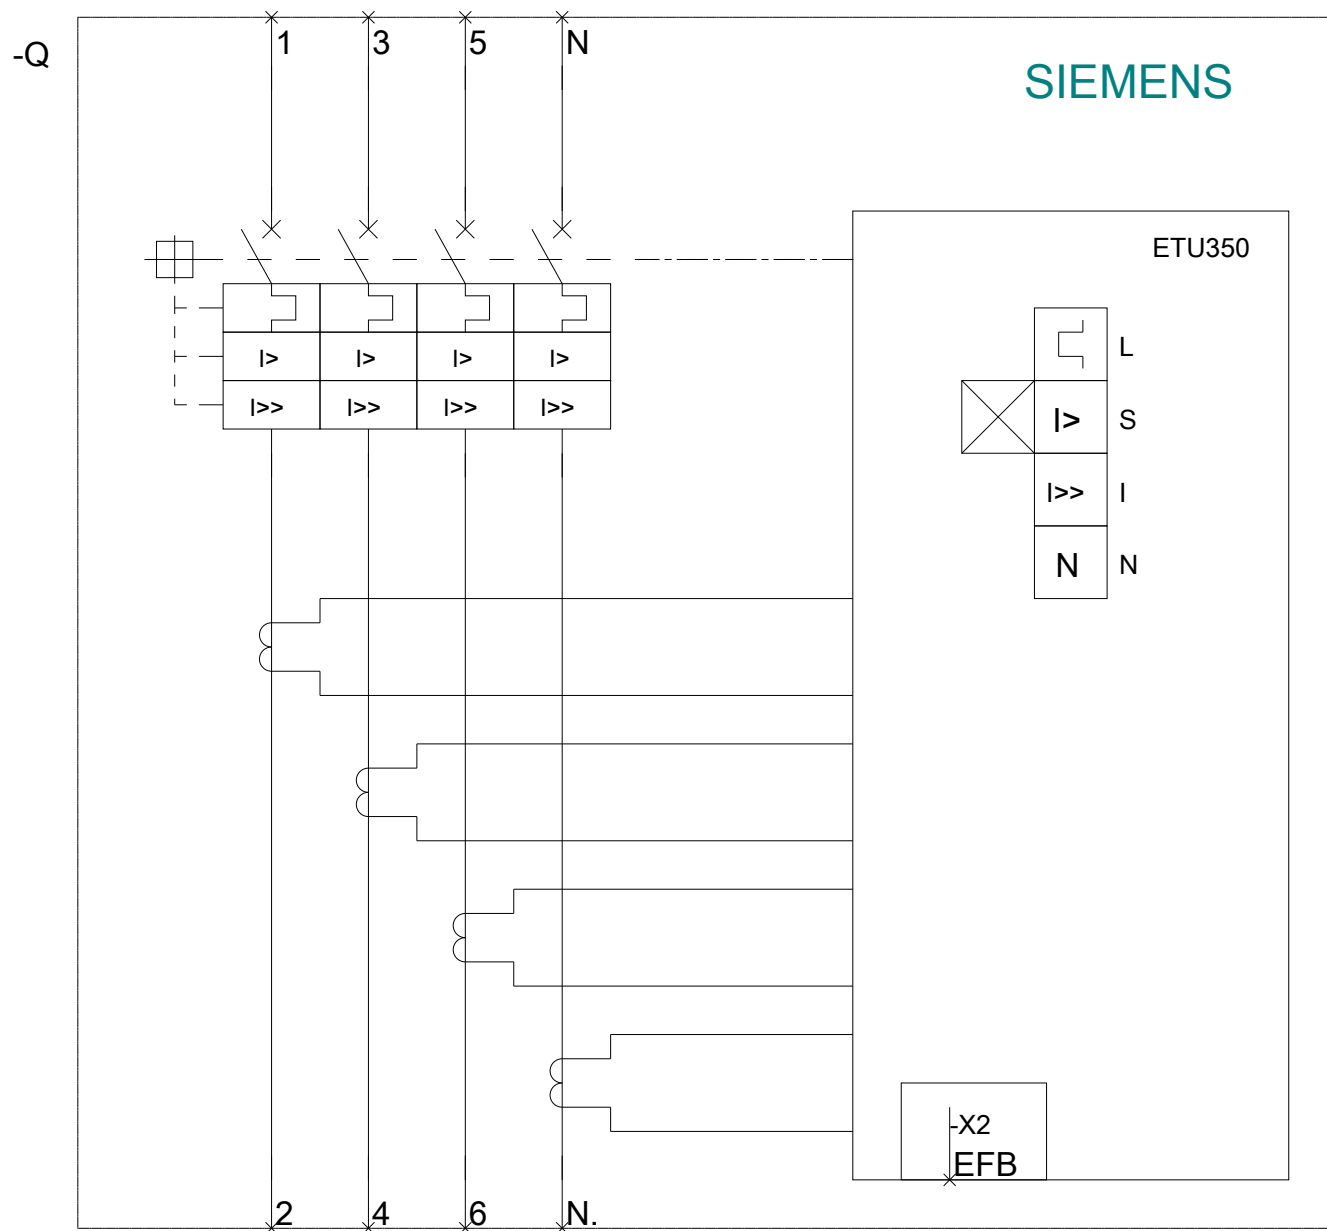 1 3 5 N
-Q
SIEMENS
ETU350
L
I> I> I> I>
I>> I>> I>> I>>
I> S
I>> I
N N
-X2
EFB
2 4 6 N.